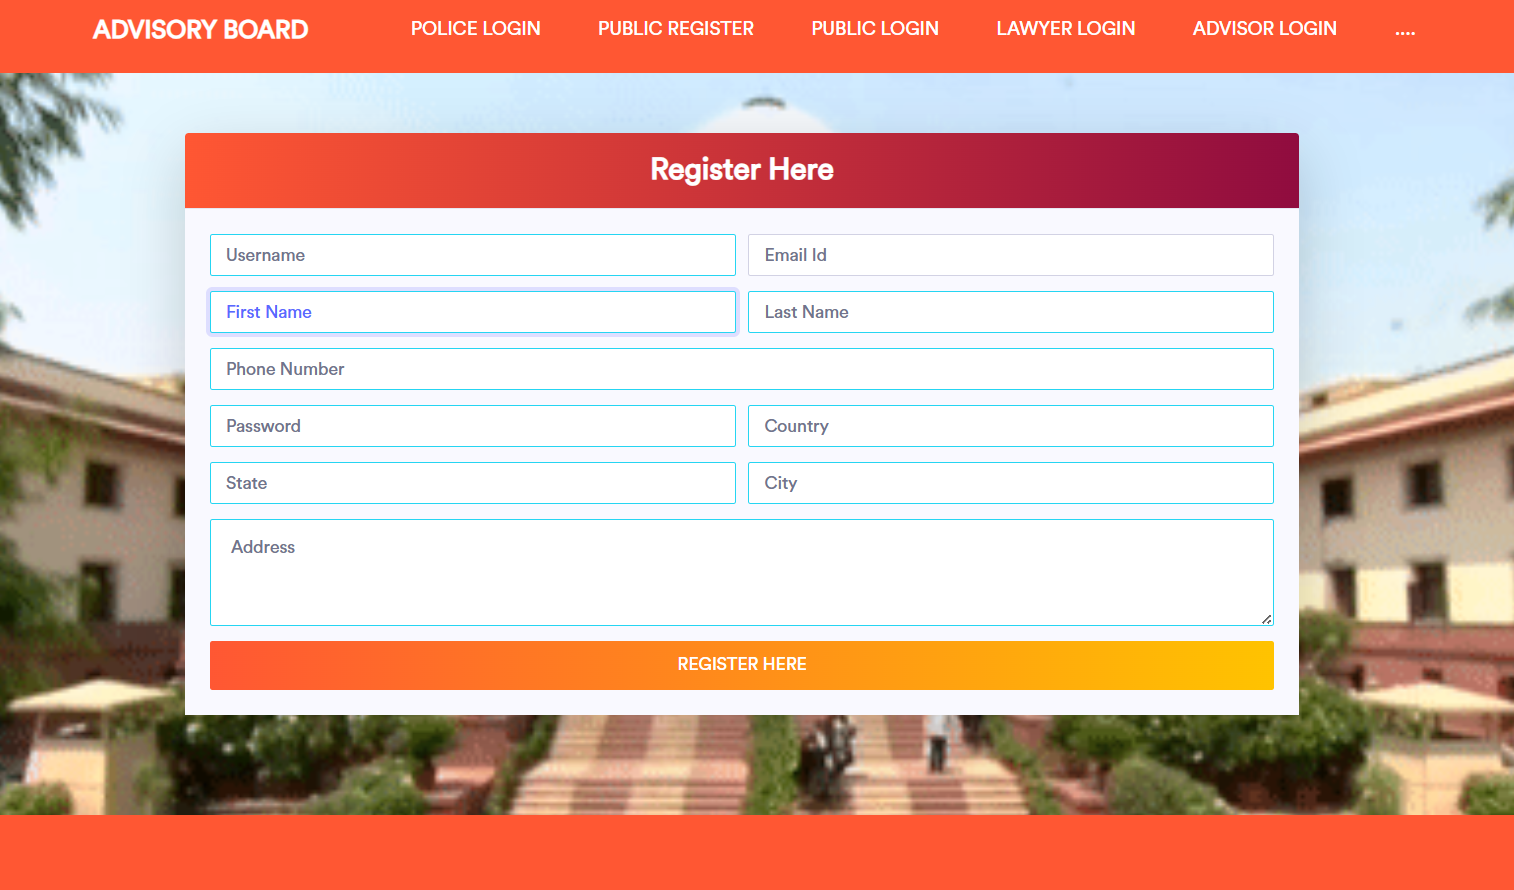 ADVISORY BOARD
POLICE LOGIN
PUBLIC REGISTER
PUBLIC LOGIN
LAWYER LOGIN
ADVISOR LOGIN
....
Register Here
Username
Email Id
First Name
Last Name
Phone Number
Password
Country
State
City
Address
REGISTER HERE